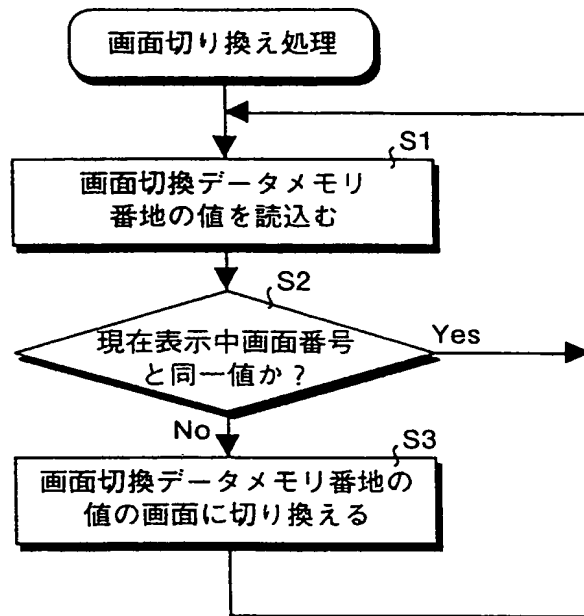 画面切り換え処理
S1
画面切換データメモリ
番地の値を読込む
S2
現在表示中画面番号
と同一値か?
Yes
No
S3
画面切換データメモリ番地の
値の画面に切り換える